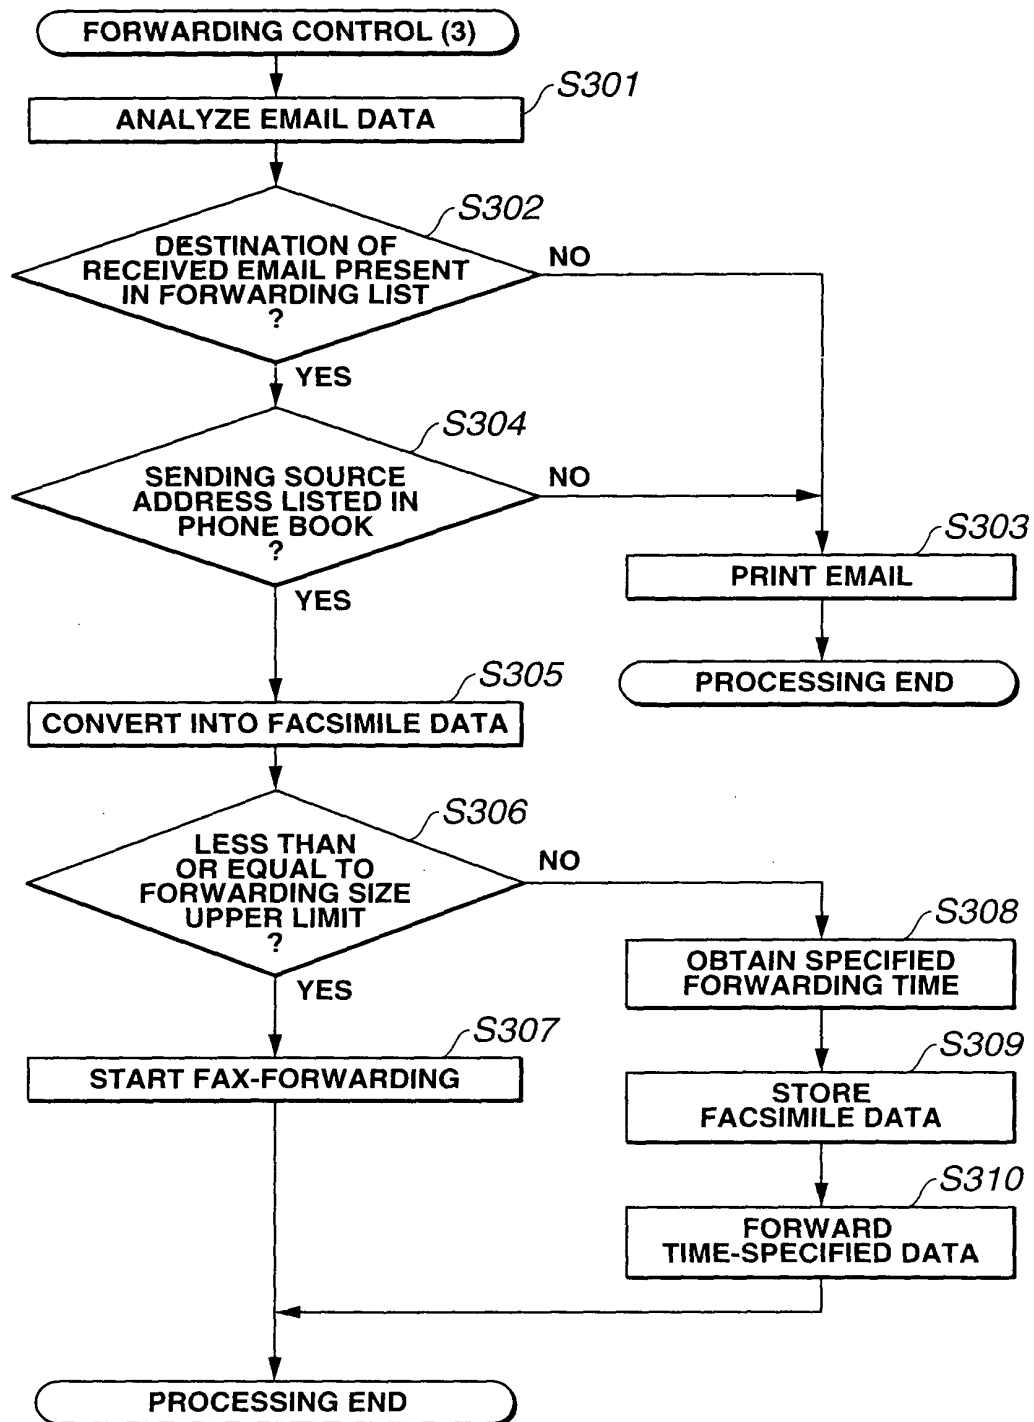 FORWARDING CONTROL (3)
S301
ANALYZE EMAIL DATA
S302
DESTINATION OF
RECEIVED EMAIL PRESENT
IN FORWARDING LIST
?
NO
YES
S304
SENDING SOURCE
ADDRESS LISTED IN
PHONE BOOK
?
NO
YES
S303
PRINT EMAIL
PROCESSING END
S305
CONVERT INTO FACSIMILE DATA
S306
LESS THAN
OR EQUAL TO
FORWARDING SIZE
UPPER LIMIT
?
NO
YES
S307
START FAX-FORWARDING
S308
OBTAIN SPECIFIED
FORWARDING TIME
S309
STORE
FACSIMILE DATA
S310
FORWARD
TIME-SPECIFIED DATA
PROCESSING END